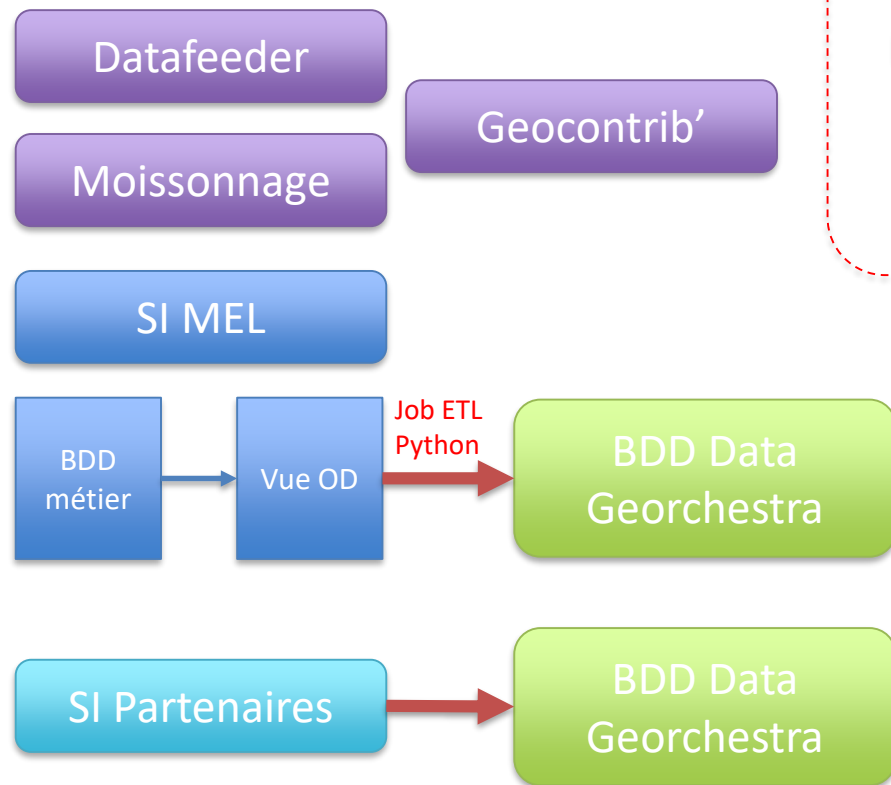 Datafeeder
Geocontrib’
Moissonnage
SI MEL
BDD
métier
Vue OD
Job ETL
Python
BDD Data
Georchestra
SI Partenaires
BDD Data
Georchestra